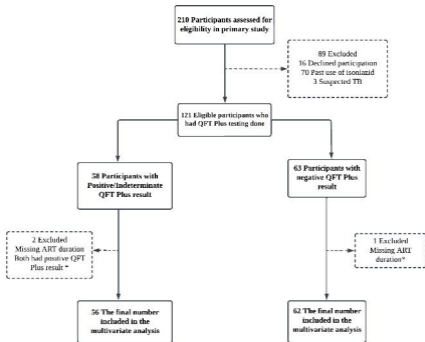 210 Participants assessed for
eligibility in primary study
89 Excluded
16 Declined participation
70 Past use of isoniazid
3 Suspected TB
121 Eligible participants who
had QFT Plus testing done
58 Participants with
Positive/Indeterminate
QFT Plus result
63 Participants with
negative QFT Plus
result
2 Excluded
Missing ART duration
Both had positive QFT
Plus result *
1 Excluded
Missing ART
duration*
56 The final number
included in the
multivariate analysis
62 The final number
included in the
multivariate analysis